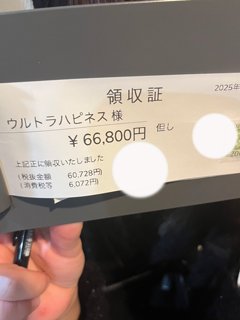 領収証
2025年
ウルトラハピネス 様
￥66,800円 但し
上記正に領収いたしました
(税抜金額 60,728円)
(消費税等 6,072円)